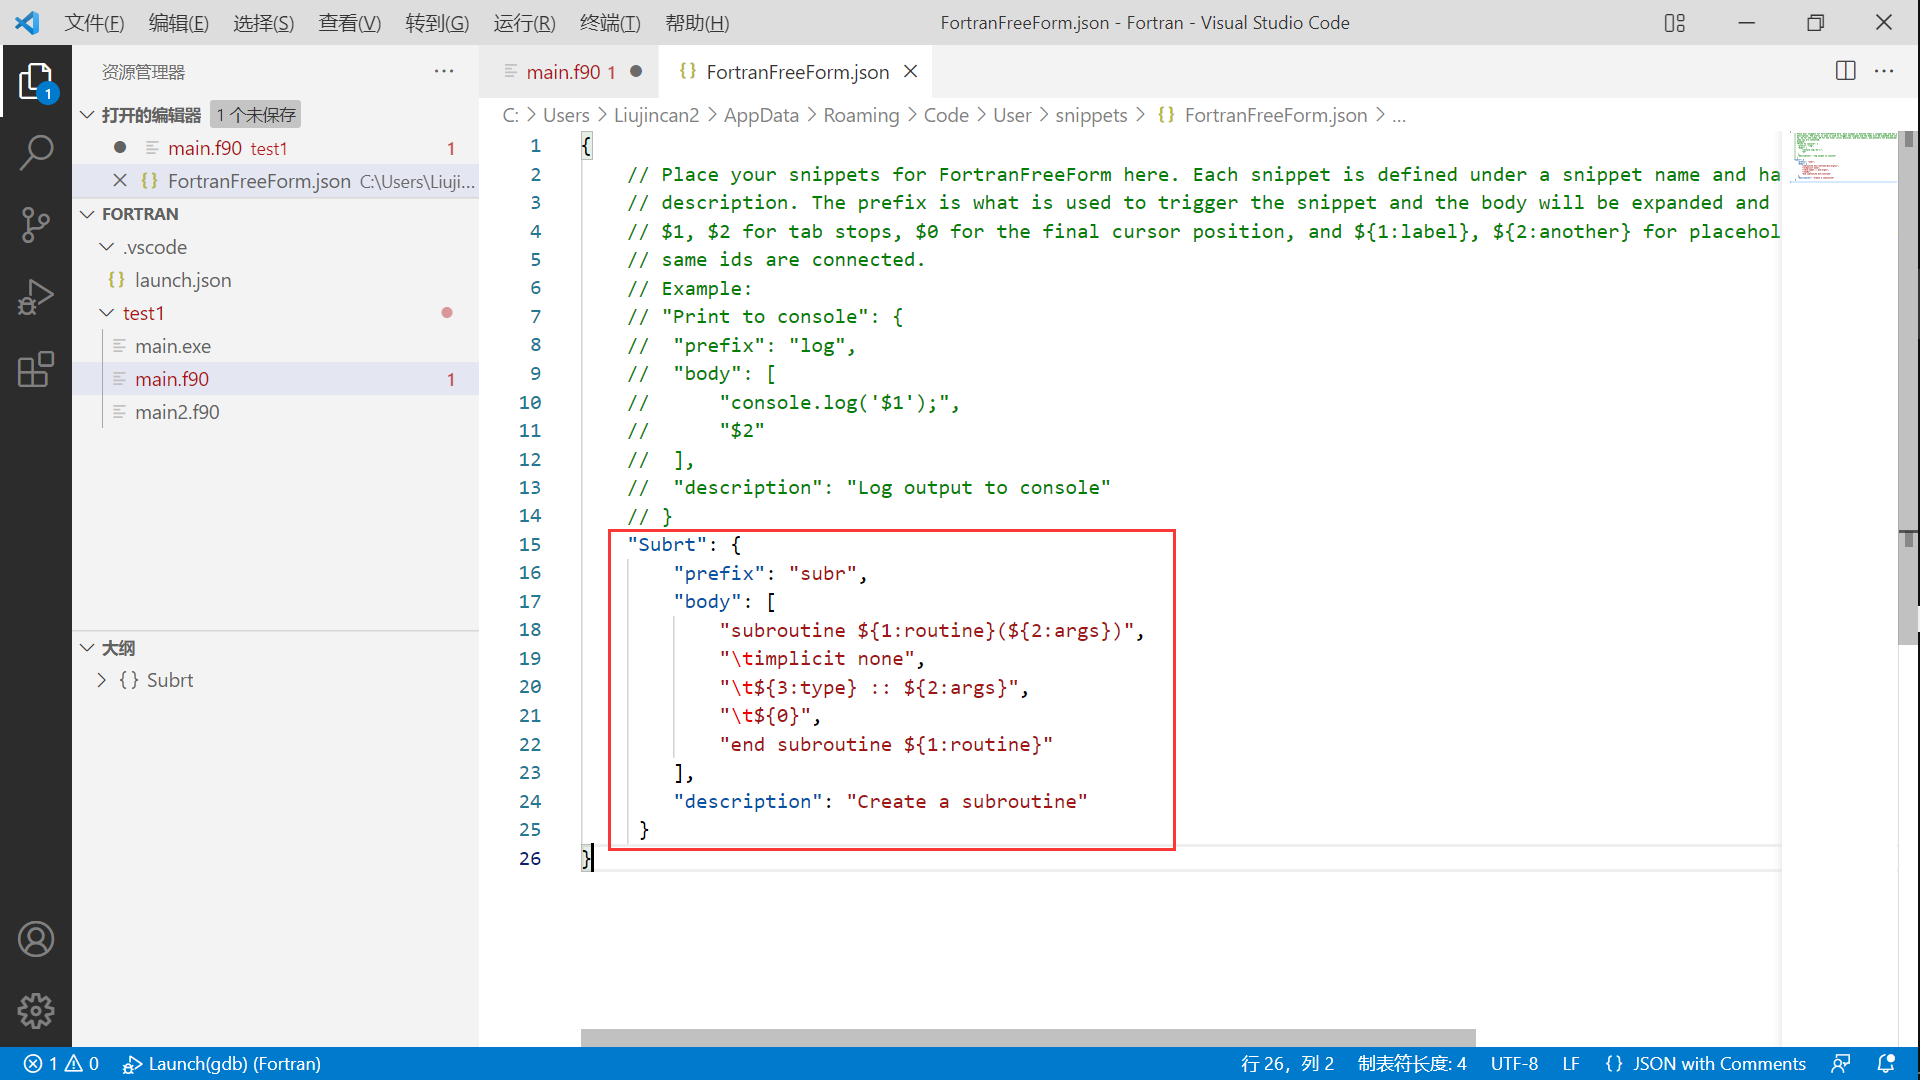 文件(F) 编辑(E) 选择(S) 查看(V) 转到(G) 运行(R) 终端(T) 帮助(H) FortranFreeForm.json - Fortran - Visual Studio Code
资源管理器 ···
main.f90 1 ● {} FortranFreeForm.json ×
1
打开的编辑器 1 个未保存
● main.f90 test1 1
× {} FortranFreeForm.json C:\Users\Liuji...
FORTRAN
.vscode
{} launch.json
test1
main.exe
main.f90 1
main2.f90
大纲
{} Subrt
C: > Users > Liujincan2 > AppData > Roaming > Code > User > snippets > {} FortranFreeForm.json > ...
1 {
2 // Place your snippets for FortranFreeForm here. Each snippet is defined under a snippet name and ha
3 // description. The prefix is what is used to trigger the snippet and the body will be expanded and
4 // $1, $2 for tab stops, $0 for the final cursor position, and ${1:label}, ${2:another} for placehol
5 // same ids are connected.
6 // Example:
7 // "Print to console": {
8 // "prefix": "log",
9 // "body": [
10 // "console.log('$1');",
11 // "$2"
12 // ],
13 // "description": "Log output to console"
14 // }
15 "Subrt": {
16 "prefix": "subr",
17 "body": [
18 "subroutine ${1:routine}(${2:args})",
19 "\timplicit none",
20 "\t${3:type} :: ${2:args}",
21 "\t${0}",
22 "end subroutine ${1:routine}"
23 ],
24 "description": "Create a subroutine"
25 }
26 }
1 0 Launch(gdb) (Fortran) 行 26，列 2 制表符长度: 4 UTF-8 LF {} JSON with Comments